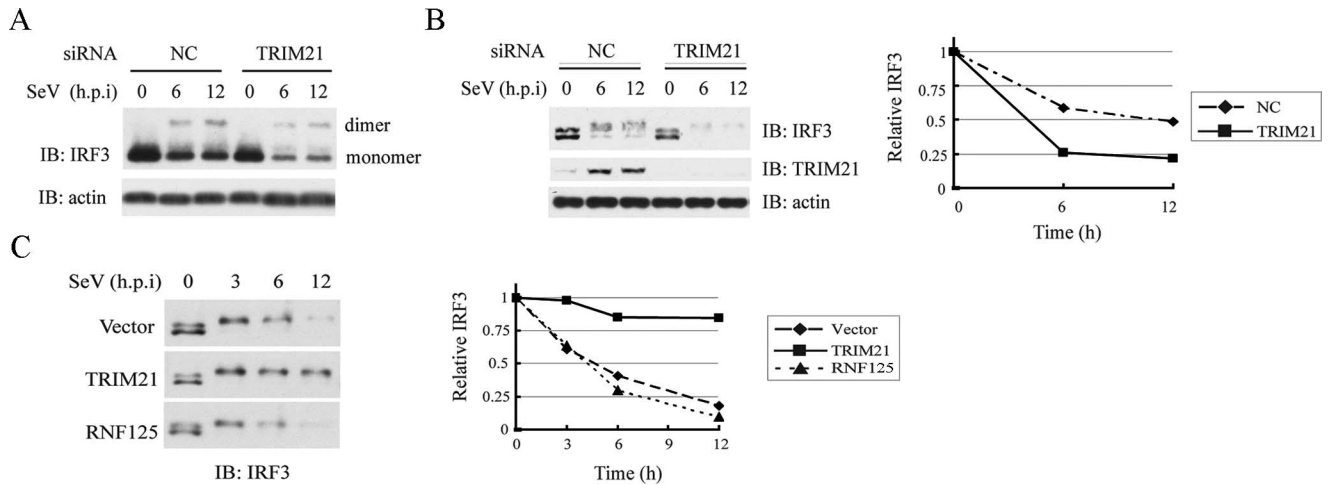 A
siRNA NC TRIM21
SeV (h.p.i) 0 6 12 0 6 12
dimer
IB: IRF3 monomer
IB: actin
B
siRNA NC TRIM21
SeV (h.p.i) 0 6 12 0 6 12
IB: IRF3
IB: TRIM21
IB: actin
Relative IRF3
1
0.75
0.5
0.25
0
0 6 12
Time (h)
NC
TRIM21
C
SeV (h.p.i) 0 3 6 12
Vector
TRIM21
RNF125
IB: IRF3
Relative IRF3
1
0.75
0.5
0.25
0
0 3 6 9 12
Time (h)
Vector
TRIM21
RNF125